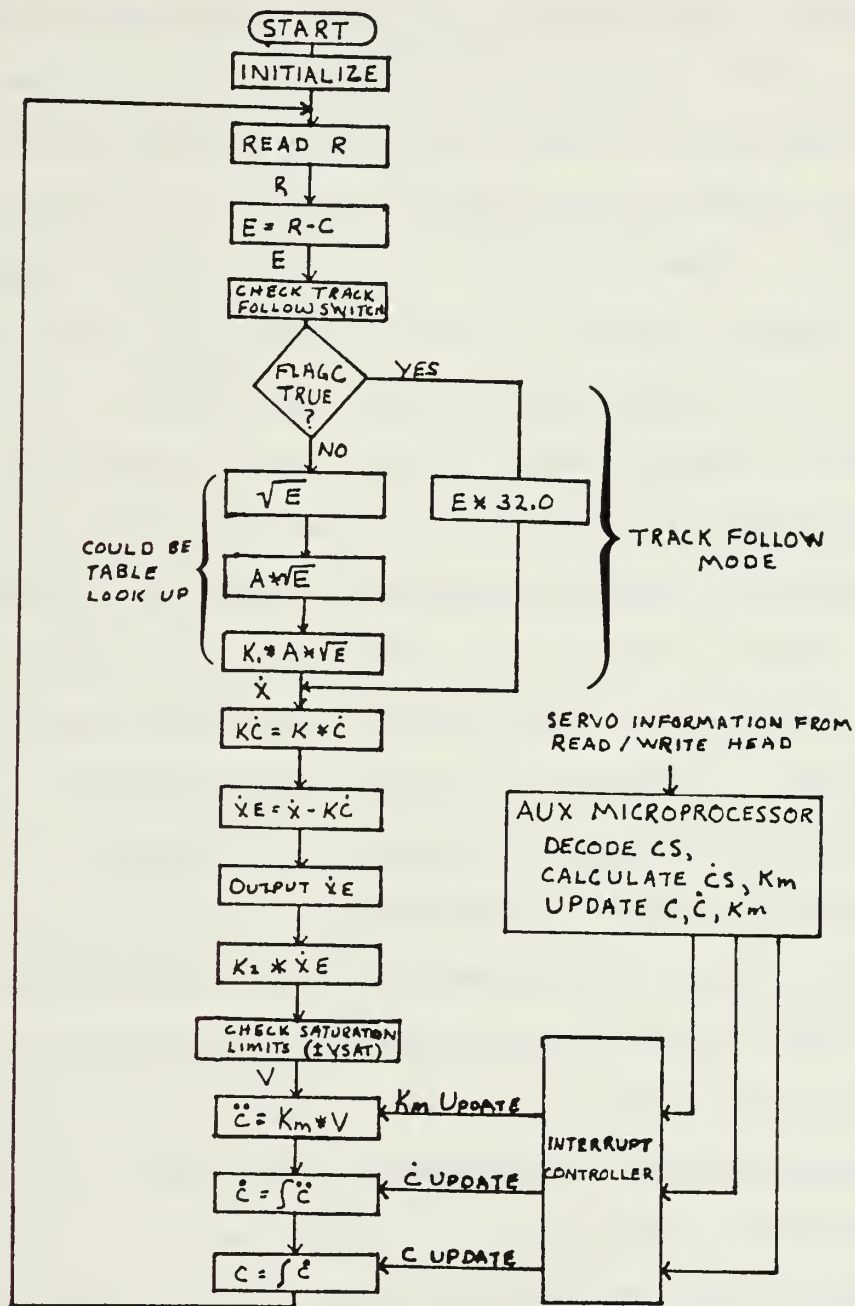 START
INITIALIZE
READ R
R
E = R-C
E
CHECK TRACK
FOLLOW SWITCH
FLAGC
TRUE
?
YES
NO
√E
E * 32.0
COULD BE
TABLE
LOOK UP
A*√E
K₁* A*√E
TRACK FOLLOW
MODE
Ẋ
KĊ = K * Ċ
ẊE = Ẋ - KĊ
OUTPUT ẊE
K₂ * ẊE
CHECK SATURATION
LIMITS (±VSAT)
V
C̈ = Km * V
Ċ = ∫C̈
C = ∫Ċ
SERVO INFORMATION FROM
READ/WRITE HEAD
AUX MICROPROCESSOR
DECODE CS,
CALCULATE ĊS, Km
UPDATE C, Ċ, Km
Km UPDATE
Ċ UPDATE
C UPDATE
INTERRUPT
CONTROLLER